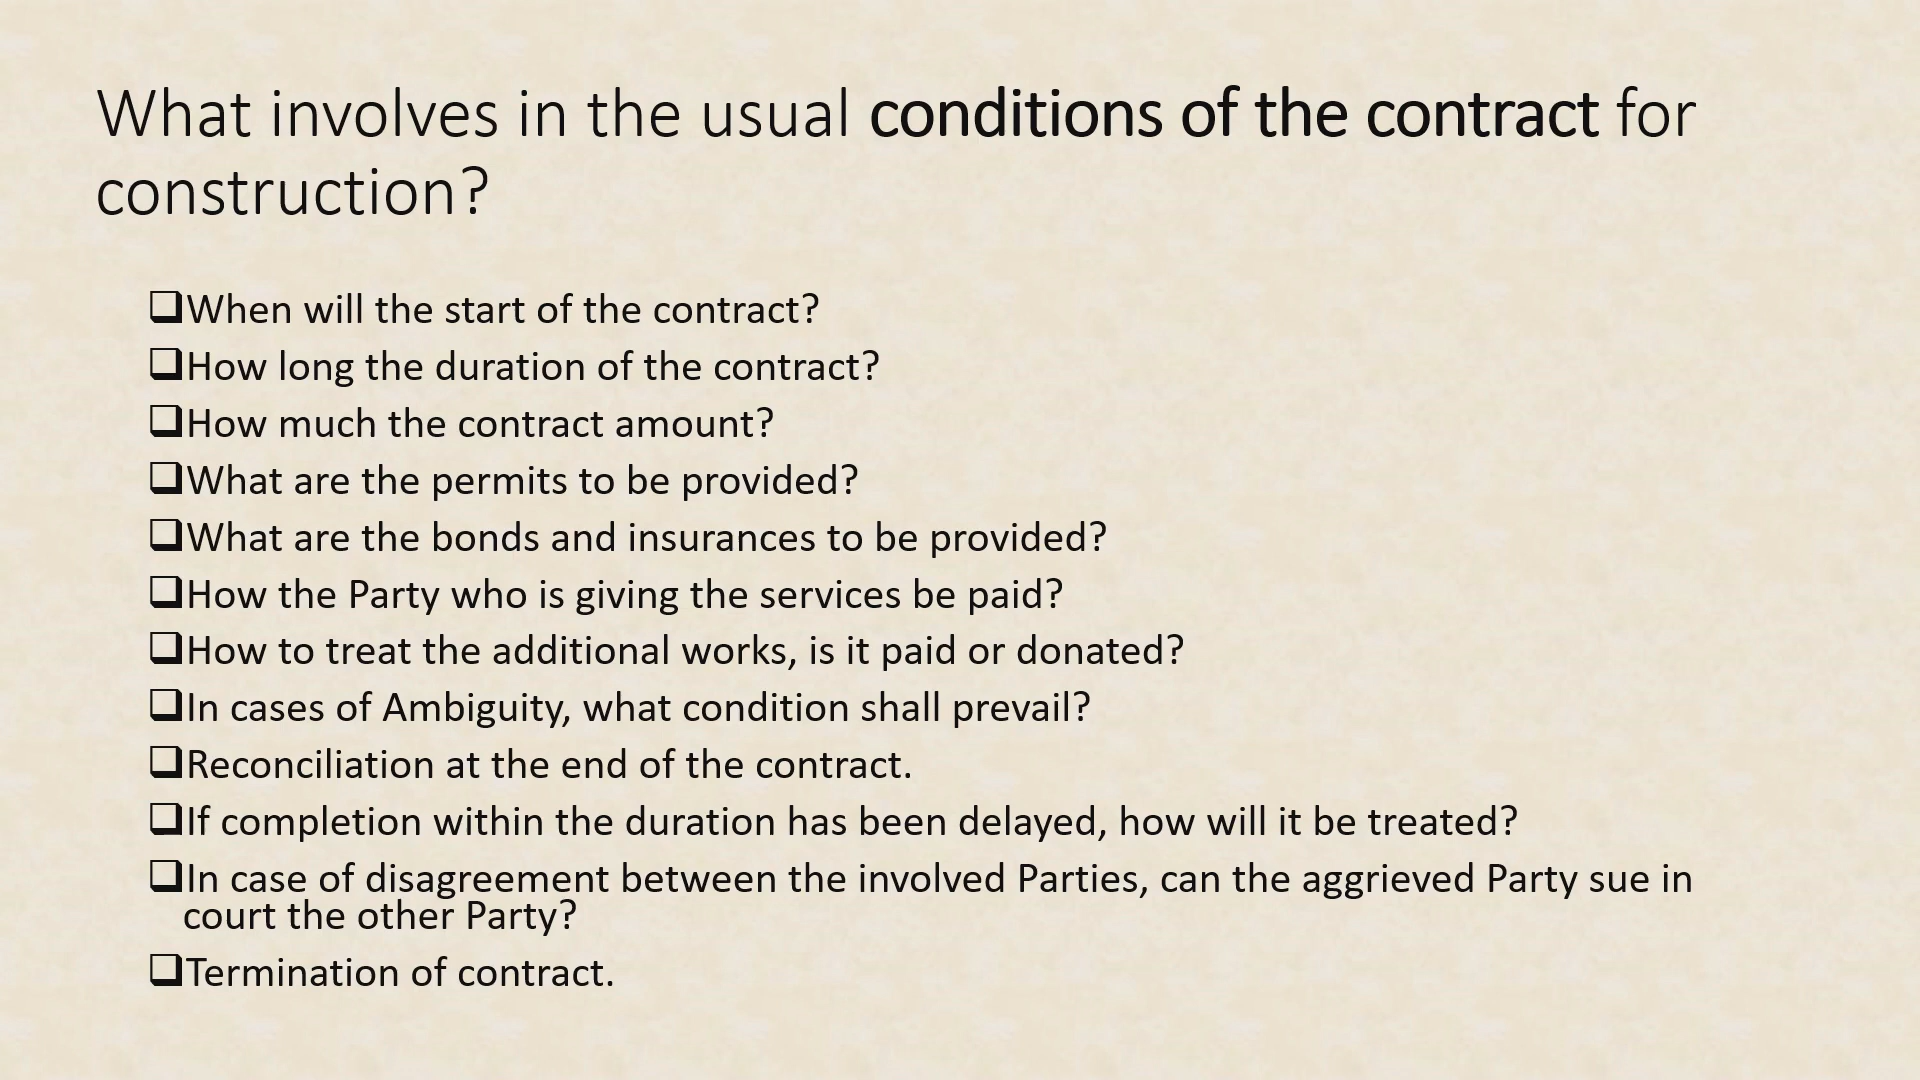 What involves in the usual conditions of the contract for
construction?
❑When will the start of the contract?
❑How long the duration of the contract?
❑How much the contract amount?
❑What are the permits to be provided?
❑What are the bonds and insurances to be provided?
❑How the Party who is giving the services be paid?
❑How to treat the additional works, is it paid or donated?
❑In cases of Ambiguity, what condition shall prevail?
❑Reconciliation at the end of the contract.
❑If completion within the duration has been delayed, how will it be treated?
❑In case of disagreement between the involved Parties, can the aggrieved Party sue in
court the other Party?
❑Termination of contract.